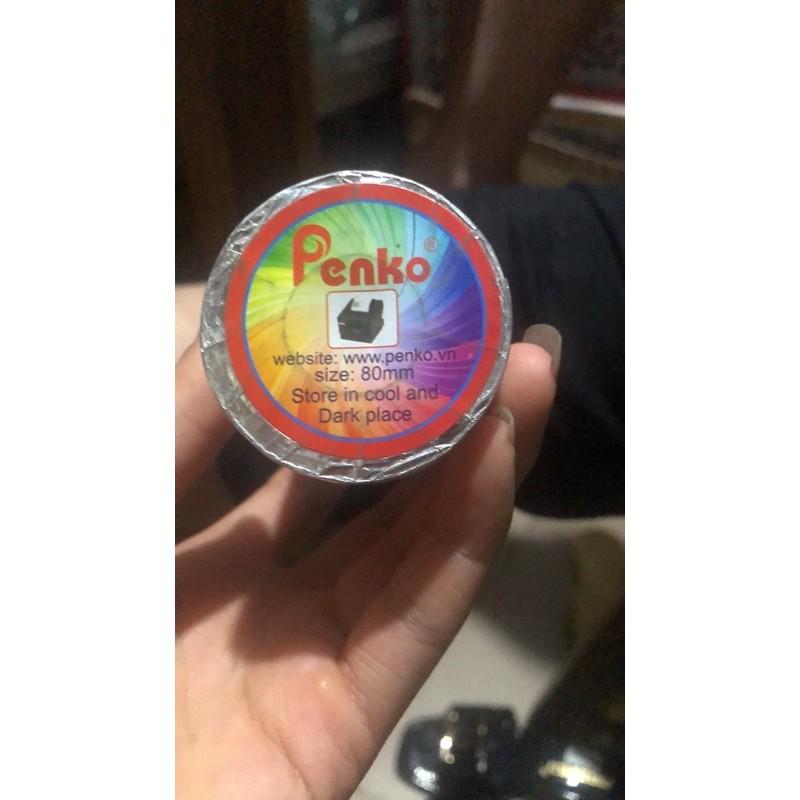 Penko®
website: www.penko.vn
size: 80mm
Store in cool and
Dark place